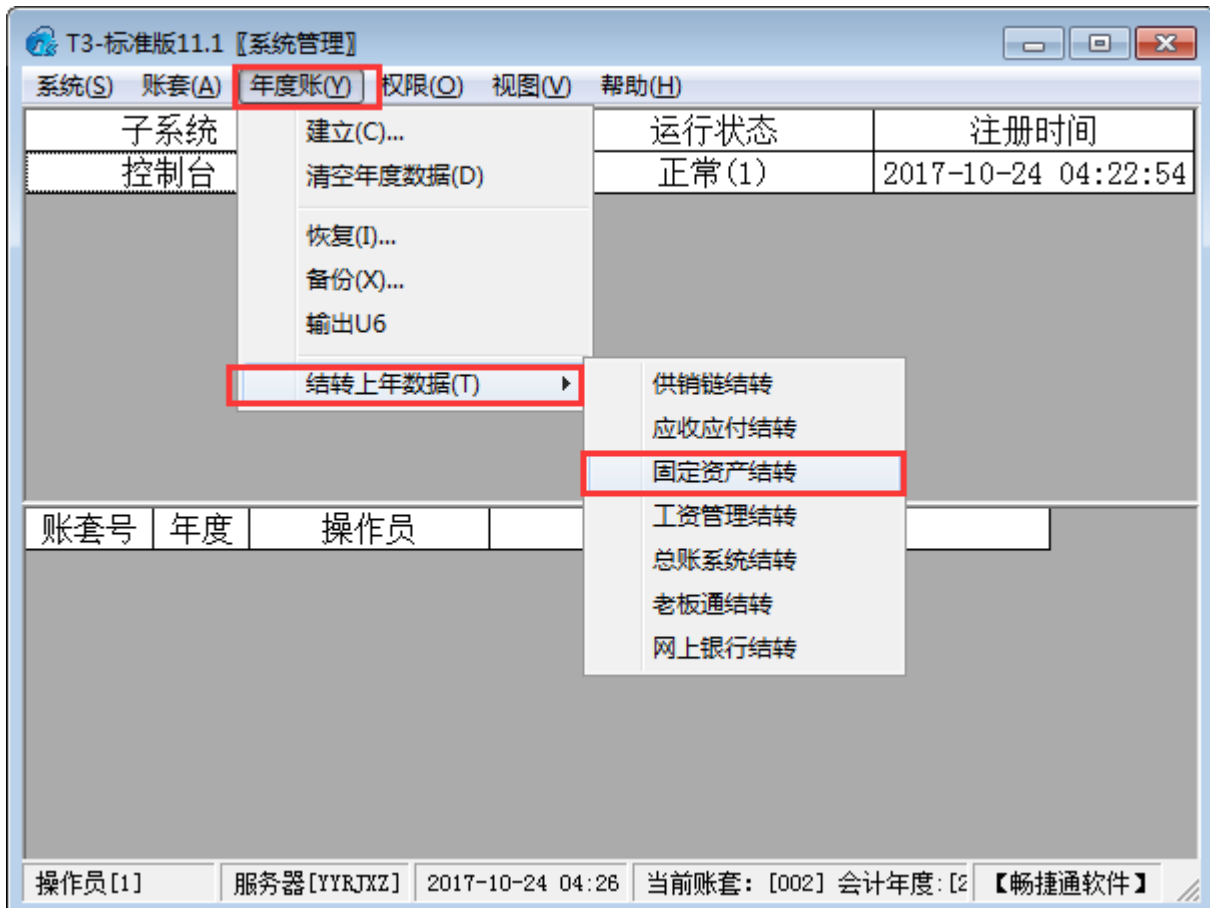 T3-标准版11.1〖系统管理〗
系统(S) 账套(A) 年度账(Y) 权限(O) 视图(V) 帮助(H)
子系统 运行状态 注册时间
控制台 正常(1) 2017-10-24 04:22:54
建立(C)...
清空年度数据(D)
恢复(I)...
备份(X)...
输出U6
结转上年数据(T)
供销链结转
应收应付结转
固定资产结转
工资管理结转
总账系统结转
老板通结转
网上银行结转
账套号 年度 操作员
操作员[1] 服务器[YYRJXZ] 2017-10-24 04:26 当前账套: [002] 会计年度:[2 【畅捷通软件】